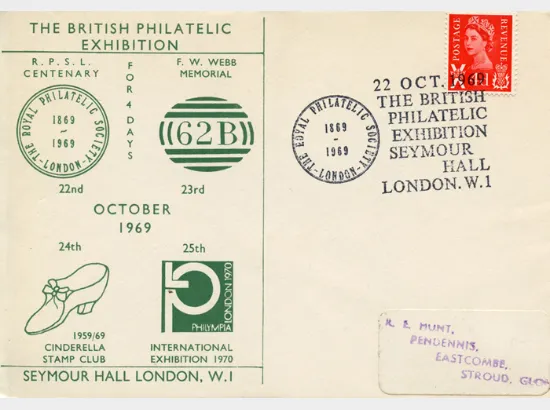 THE BRITISH PHILATELIC
EXHIBITION
R. P. S. L.
CENTENARY
FOR 4 DAYS
F. W. WEBB
MEMORIAL
THE ROYAL PHILATELIC SOCIETY
-LONDON-
1869
-
1969
((62B))
22nd
23rd
OCTOBER
1969
24th
25th
1959/69
CINDERELLA
STAMP CLUB
PHILYMPIA
LONDON 1970
INTERNATIONAL
EXHIBITION 1970
SEYMOUR HALL LONDON, W.1
POSTAGE
REVENUE
THE ROYAL PHILATELIC SOCIETY
-LONDON-
1869
-
1969
22 OCT. 1969
THE BRITISH
PHILATELIC
EXHIBITION
SEYMOUR
HALL
LONDON. W.1
R. E. HUNT,
PENDENNIS,
EASTCOMBE,
STROUD, GLOS